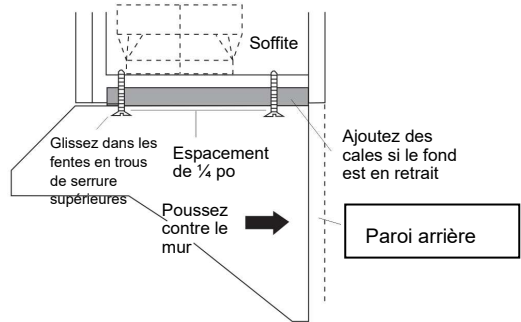 Soffite
Glissez dans les
fentes en trous
de serrure
supérieures
Espacement
de ¼ po
Ajoutez des
cales si le fond
est en retrait
Poussez
contre le
mur
Paroi arrière